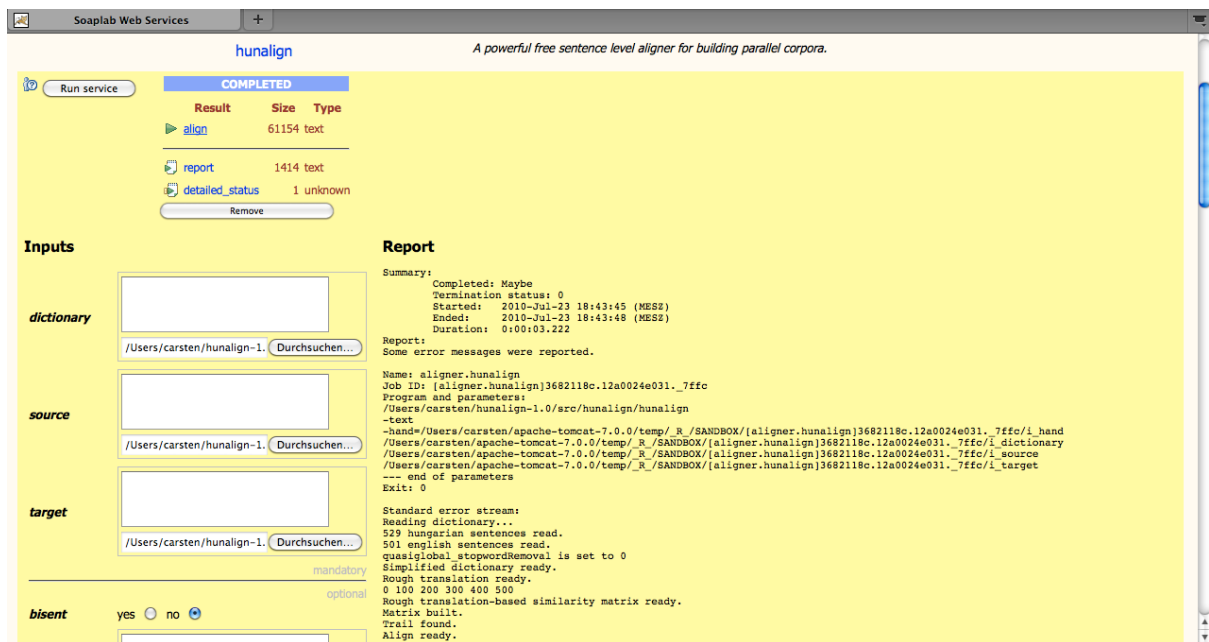 Soaplab Web Services
+
hunalign
A powerful free sentence level aligner for building parallel corpora.
Run service
COMPLETED
Result Size Type
align 61154 text
report 1414 text
detailed_status 1 unknown
Remove
Inputs
dictionary
/Users/carsten/hunalign-1. Durchsuchen...
source
/Users/carsten/hunalign-1. Durchsuchen...
target
/Users/carsten/hunalign-1. Durchsuchen...
mandatory
optional
bisent yes no
Report
Summary:
Completed: Maybe
Termination status: 0
Started: 2010-Jul-23 18:43:45 (MESZ)
Ended: 2010-Jul-23 18:43:48 (MESZ)
Duration: 0:00:03.222
Report:
Some error messages were reported.
Name: aligner.hunalign
Job ID: [aligner.hunalign]3682118c.12a0024e031._7ffc
Program and parameters:
/Users/carsten/hunalign-1.0/src/hunalign/hunalign
-text
-hand=/Users/carsten/apache-tomcat-7.0.0/temp/_R_/SANDBOX/[aligner.hunalign]3682118c.12a0024e031._7ffc/i_hand
/Users/carsten/apache-tomcat-7.0.0/temp/_R_/SANDBOX/[aligner.hunalign]3682118c.12a0024e031._7ffc/i_dictionary
/Users/carsten/apache-tomcat-7.0.0/temp/_R_/SANDBOX/[aligner.hunalign]3682118c.12a0024e031._7ffc/i_source
/Users/carsten/apache-tomcat-7.0.0/temp/_R_/SANDBOX/[aligner.hunalign]3682118c.12a0024e031._7ffc/i_target
--- end of parameters
Exit: 0
Standard error stream:
Reading dictionary...
529 hungarian sentences read.
501 english sentences read.
quasiglobal_stopwordRemoval is set to 0
Simplified dictionary ready.
Rough translation ready.
0 100 200 300 400 500
Rough translation-based similarity matrix ready.
Matrix built.
Trail found.
Align ready.